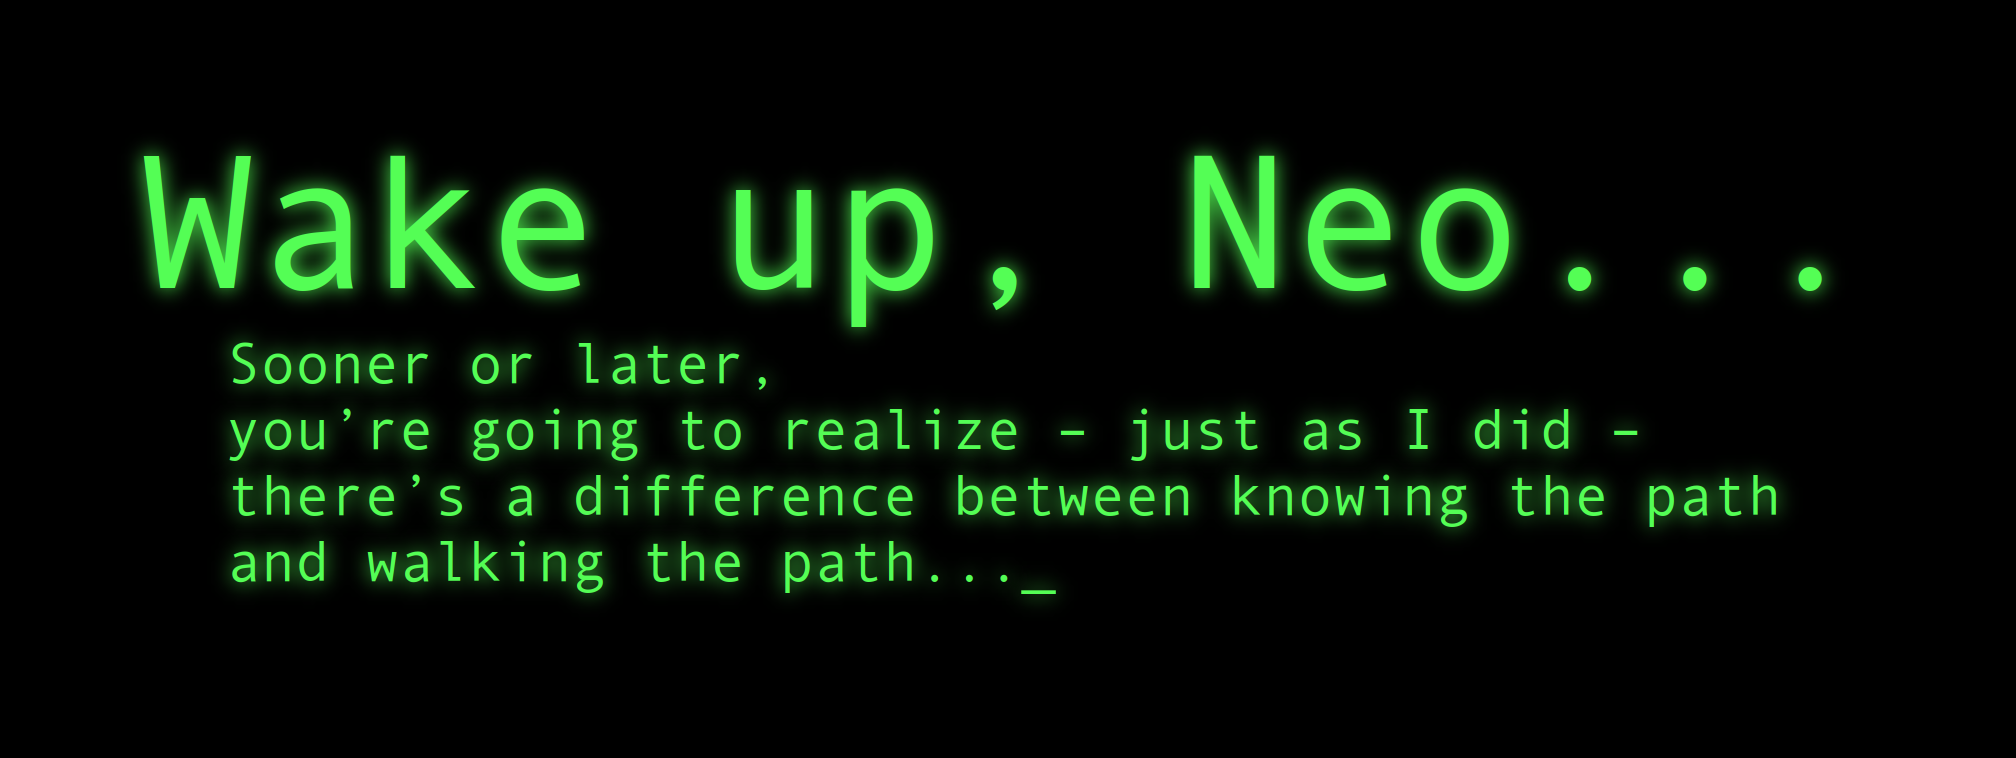 Wake up, Neo...
Sooner or later,
you’re going to realize – just as I did –
there’s a difference between knowing the path
and walking the path..._